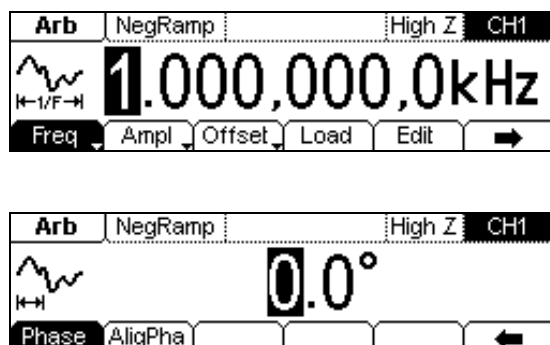 Arb NegRamp High Z CH1
1.000,000,0kHz
1/F
Freq Ampl Offset Load Edit
Arb NegRamp High Z CH1
0.0°
Phase AligPha